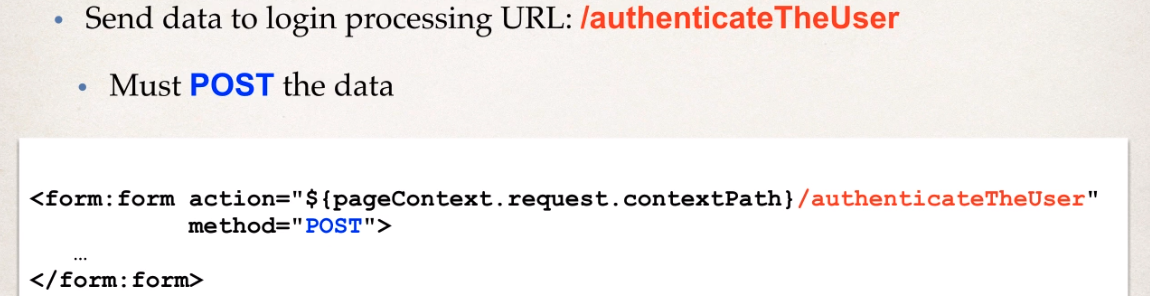 • Send data to login processing URL: /authenticateTheUser
• Must POST the data
<form:form action="${pageContext.request.contextPath}/authenticateTheUser"
method="POST">
...
</form:form>